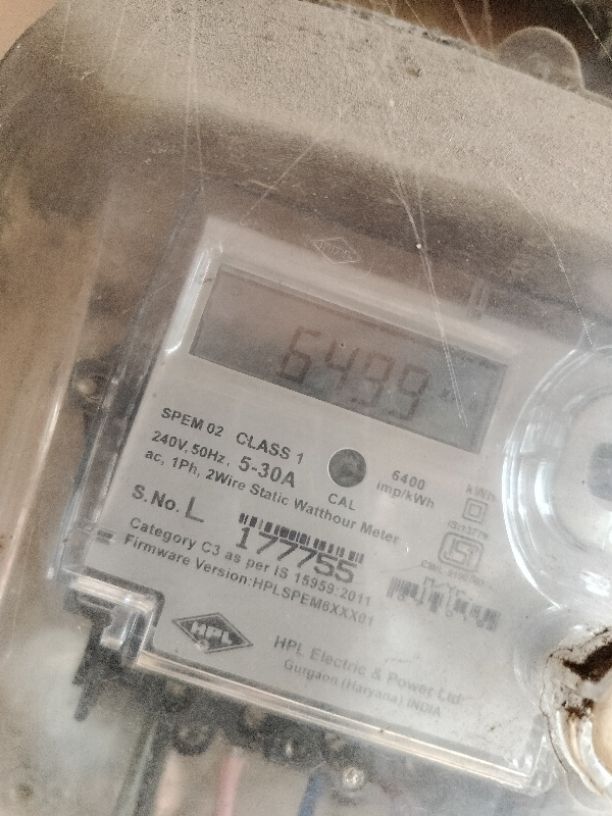 6499
SPEM 02 CLASS 1
240V, 50Hz, 5-30A
CAL
6400
imp/kWh
kWh
ac, 1Ph, 2Wire Static Watthour Meter
S.No. L
177755
Category C3 as per IS 15959:2011
Firmware Version:HPLSPEM6XXX01
HPL
HPL Electric & Power Ltd.
Gurgaon (Haryana) INDIA